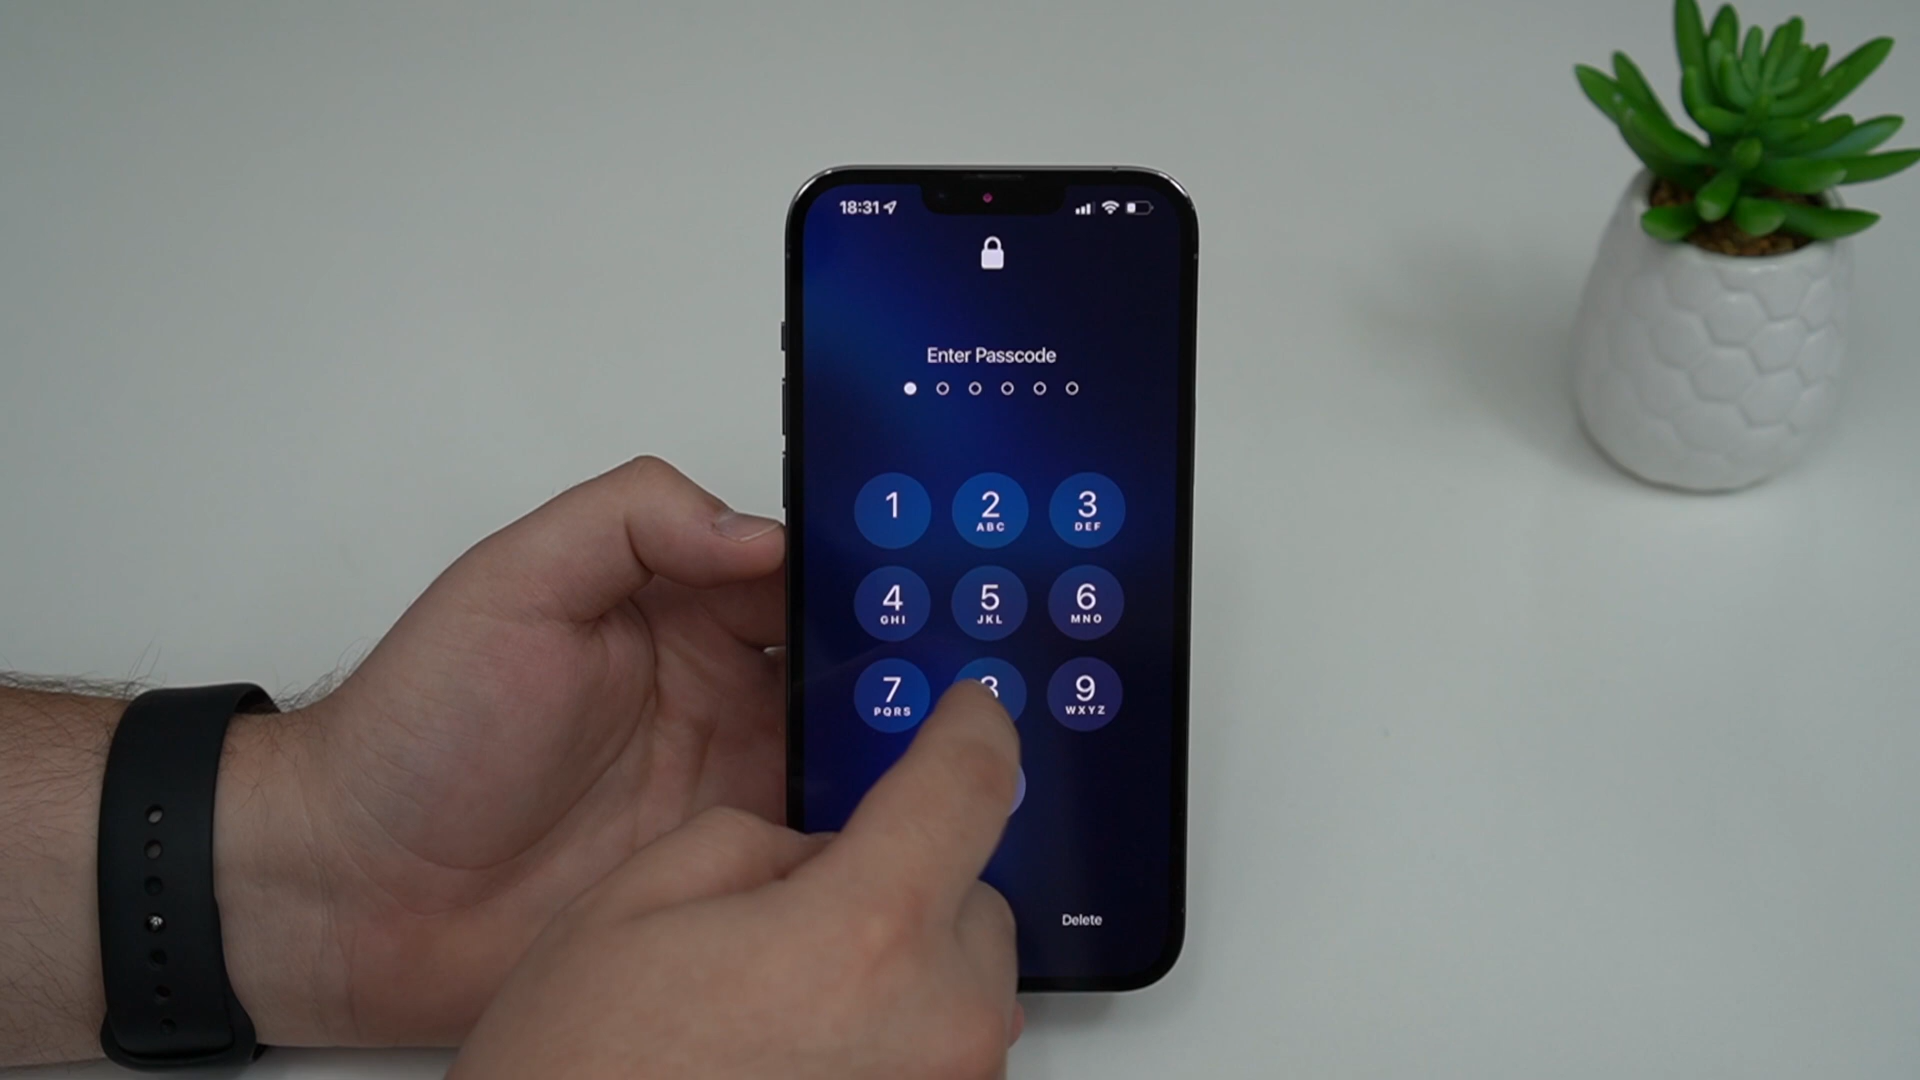 18:31
Enter Passcode
1 2 3
ABC DEF
4 5 6
GHI JKL MNO
7 8 9
PQRS WXYZ
Delete